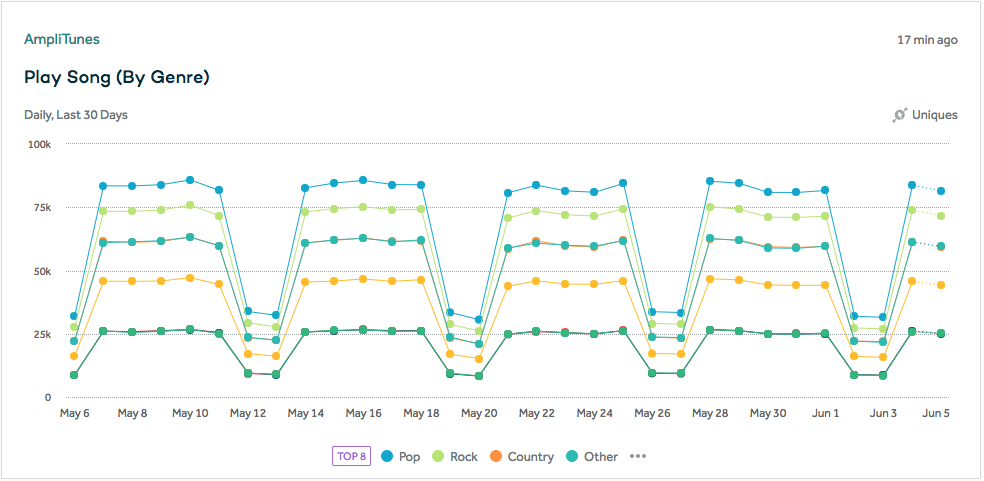 AmpliTunes
17 min ago
Play Song (By Genre)
Daily, Last 30 Days
Uniques
100k
75k
50k
25k
0
May 6 May 8 May 10 May 12 May 14 May 16 May 18 May 20 May 22 May 24 May 26 May 28 May 30 Jun 1 Jun 3 Jun 5
TOP 8 Pop Rock Country Other